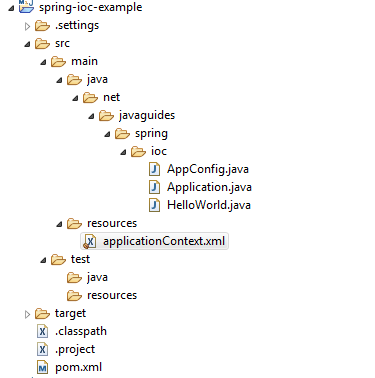 spring-ioc-example
.settings
src
main
java
net
javaguides
spring
ioc
AppConfig.java
Application.java
HelloWorld.java
resources
applicationContext.xml
test
java
resources
target
.classpath
.project
pom.xml